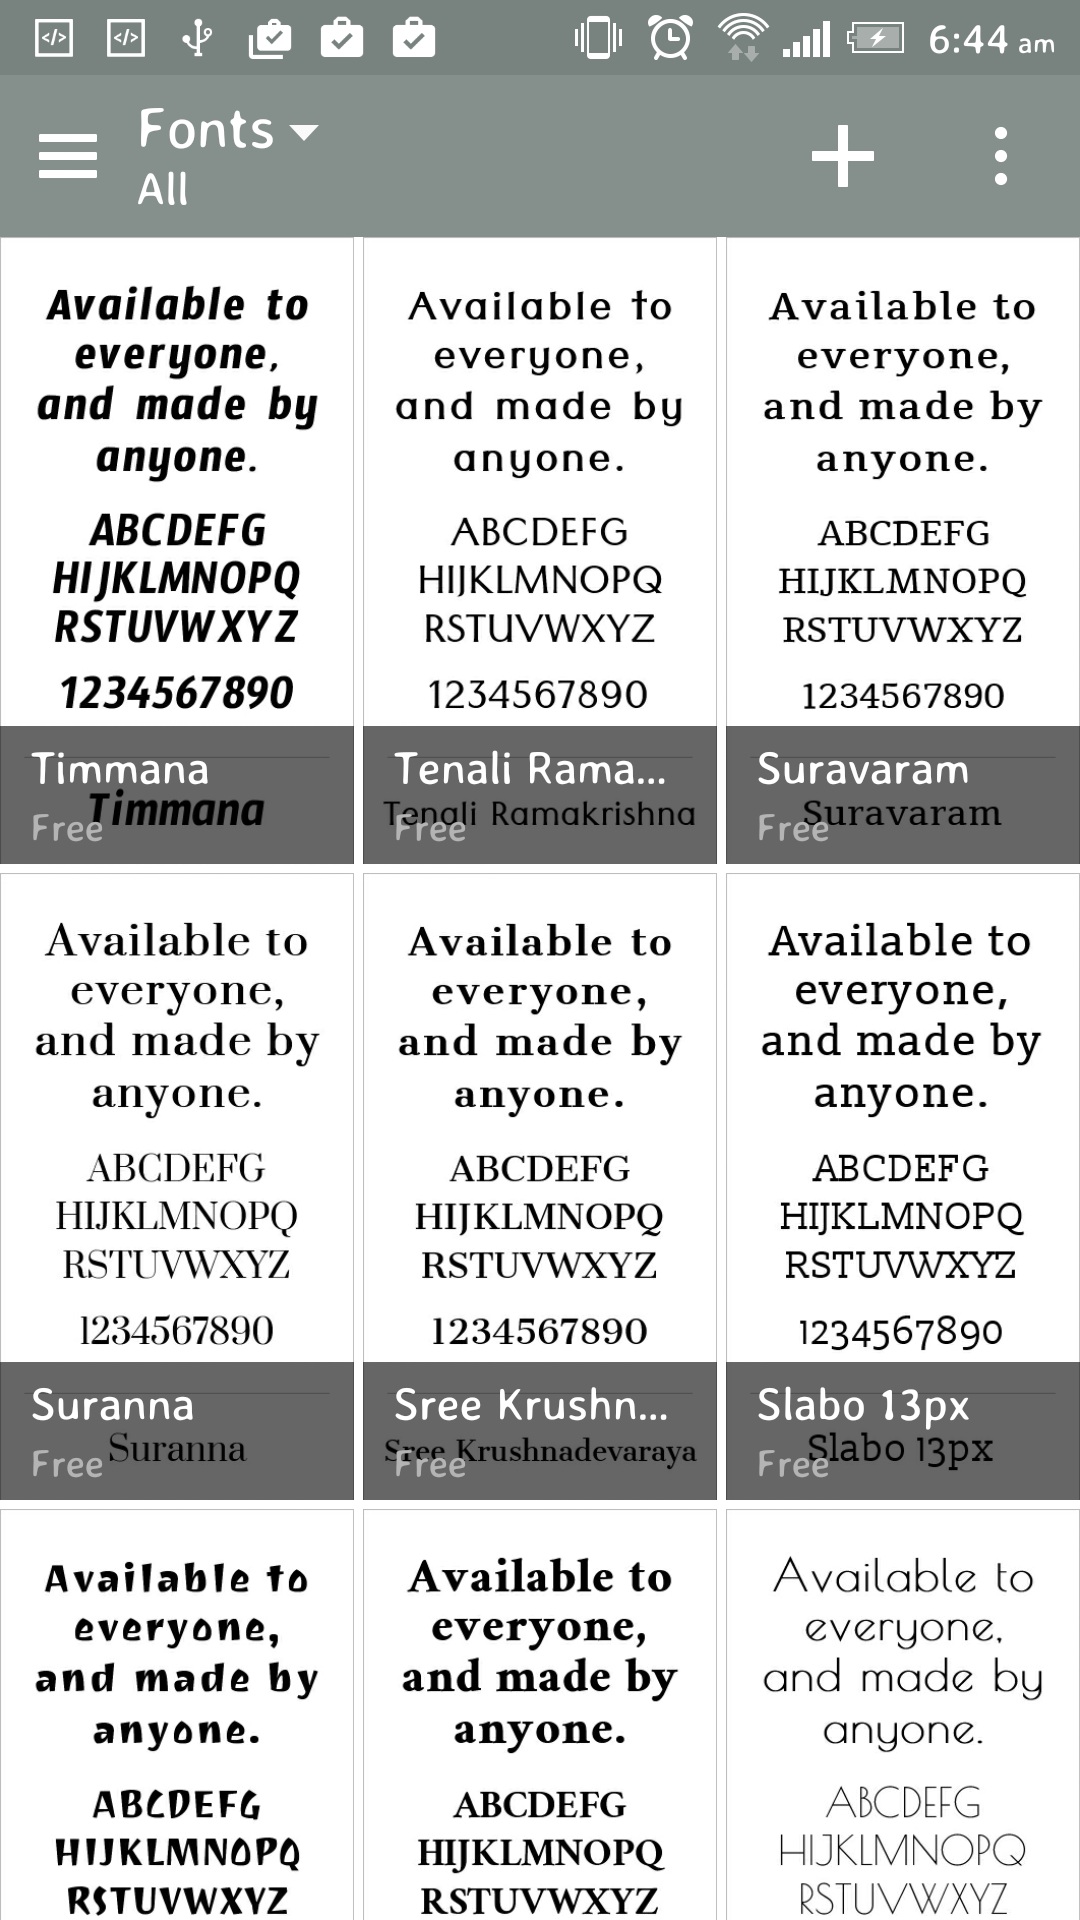 6:44 am
Fonts
All
Available to
everyone,
and made by
anyone.
ABCDEFG
HIJKLMNOPQ
RSTUVWXYZ
1234567890
Timmana
Timmana
Free
Available to
everyone,
and made by
anyone.
ABCDEFG
HIJKLMNOPQ
RSTUVWXYZ
1234567890
Tenali Rama...
Tenali Ramakrishna
Free
Available to
everyone,
and made by
anyone.
ABCDEFG
HIJKLMNOPQ
RSTUVWXYZ
1234567890
Suravaram
Suravaram
Free
Available to
everyone,
and made by
anyone.
ABCDEFG
HIJKLMNOPQ
RSTUVWXYZ
1234567890
Suranna
Suranna
Free
Available to
everyone,
and made by
anyone.
ABCDEFG
HIJKLMNOPQ
RSTUVWXYZ
1234567890
Sree Krushn...
Sree Krushnadevaraya
Free
Available to
everyone,
and made by
anyone.
ABCDEFG
HIJKLMNOPQ
RSTUVWXYZ
1234567890
Slabo 13px
Slabo 13px
Free
Available to
everyone,
and made by
anyone.
ABCDEFG
HIJKLMNOPQ
RSTUVWXYZ
Available to
everyone,
and made by
anyone.
ABCDEFG
HIJKLMNOPQ
RSTUVWXYZ
Available to
everyone,
and made by
anyone.
ABCDEFG
HIJKLMNOPQ
RSTUVWXYZ